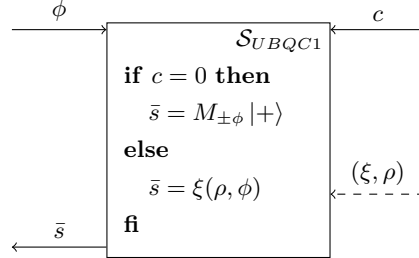 ϕ
c
𝒮_{UBQC1}
if c = 0 then
s̄ = M_{±ϕ} |+⟩
else
s̄ = ξ(ρ, ϕ)
(ξ, ρ)
fi
s̄